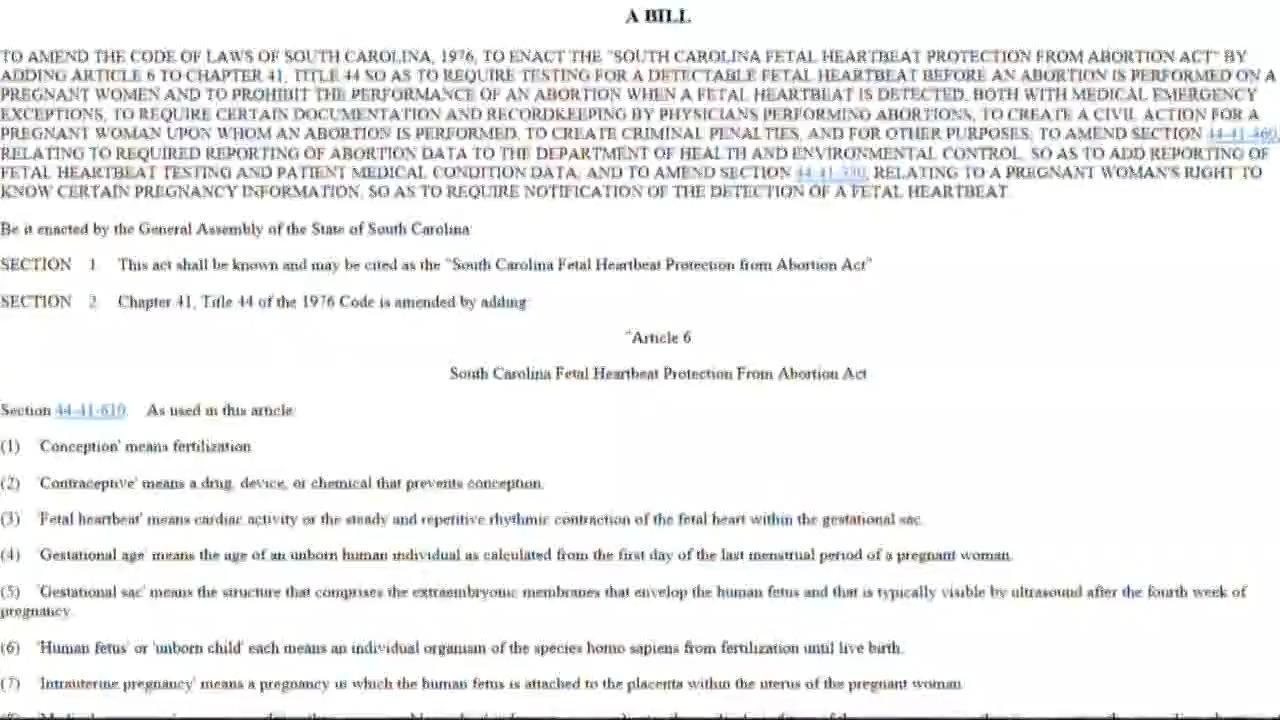 A BILL
TO AMEND THE CODE OF LAWS OF SOUTH CAROLINA, 1976, TO ENACT THE "SOUTH CAROLINA FETAL HEARTBEAT PROTECTION FROM ABORTION ACT" BY
ADDING ARTICLE 6 TO CHAPTER 41, TITLE 44 SO AS TO REQUIRE TESTING FOR A DETECTABLE FETAL HEARTBEAT BEFORE AN ABORTION IS PERFORMED ON A
PREGNANT WOMEN AND TO PROHIBIT THE PERFORMANCE OF AN ABORTION WHEN A FETAL HEARTBEAT IS DETECTED, BOTH WITH MEDICAL EMERGENCY
EXCEPTIONS, TO REQUIRE CERTAIN DOCUMENTATION AND RECORDKEEPING BY PHYSICIANS PERFORMING ABORTIONS, TO CREATE A CIVIL ACTION FOR A
PREGNANT WOMAN UPON WHOM AN ABORTION IS PERFORMED, TO CREATE CRIMINAL PENALTIES, AND FOR OTHER PURPOSES; TO AMEND SECTION 44-41-460,
RELATING TO REQUIRED REPORTING OF ABORTION DATA TO THE DEPARTMENT OF HEALTH AND ENVIRONMENTAL CONTROL, SO AS TO ADD REPORTING OF
FETAL HEARTBEAT TESTING AND PATIENT MEDICAL CONDITION DATA; AND TO AMEND SECTION 44-41-330, RELATING TO A PREGNANT WOMAN'S RIGHT TO
KNOW CERTAIN PREGNANCY INFORMATION, SO AS TO REQUIRE NOTIFICATION OF THE DETECTION OF A FETAL HEARTBEAT.
Be it enacted by the General Assembly of the State of South Carolina:
SECTION 1. This act shall be known and may be cited as the "South Carolina Fetal Heartbeat Protection from Abortion Act"
SECTION 2. Chapter 41, Title 44 of the 1976 Code is amended by adding:
"Article 6
South Carolina Fetal Heartbeat Protection From Abortion Act
Section 44-41-610. As used in this article:
(1) 'Conception' means fertilization.
(2) 'Contraceptive' means a drug, device, or chemical that prevents conception.
(3) 'Fetal heartbeat' means cardiac activity or the steady and repetitive rhythmic contraction of the fetal heart within the gestational sac.
(4) 'Gestational age' means the age of an unborn human individual as calculated from the first day of the last menstrual period of a pregnant woman.
(5) 'Gestational sac' means the structure that comprises the extraembryonic membranes that envelop the human fetus and that is typically visible by ultrasound after the fourth week of
pregnancy.
(6) 'Human fetus' or 'unborn child' each means an individual organism of the species homo sapiens from fertilization until live birth.
(7) 'Intrauterine pregnancy' means a pregnancy in which the human fetus is attached to the placenta within the uterus of the pregnant woman.